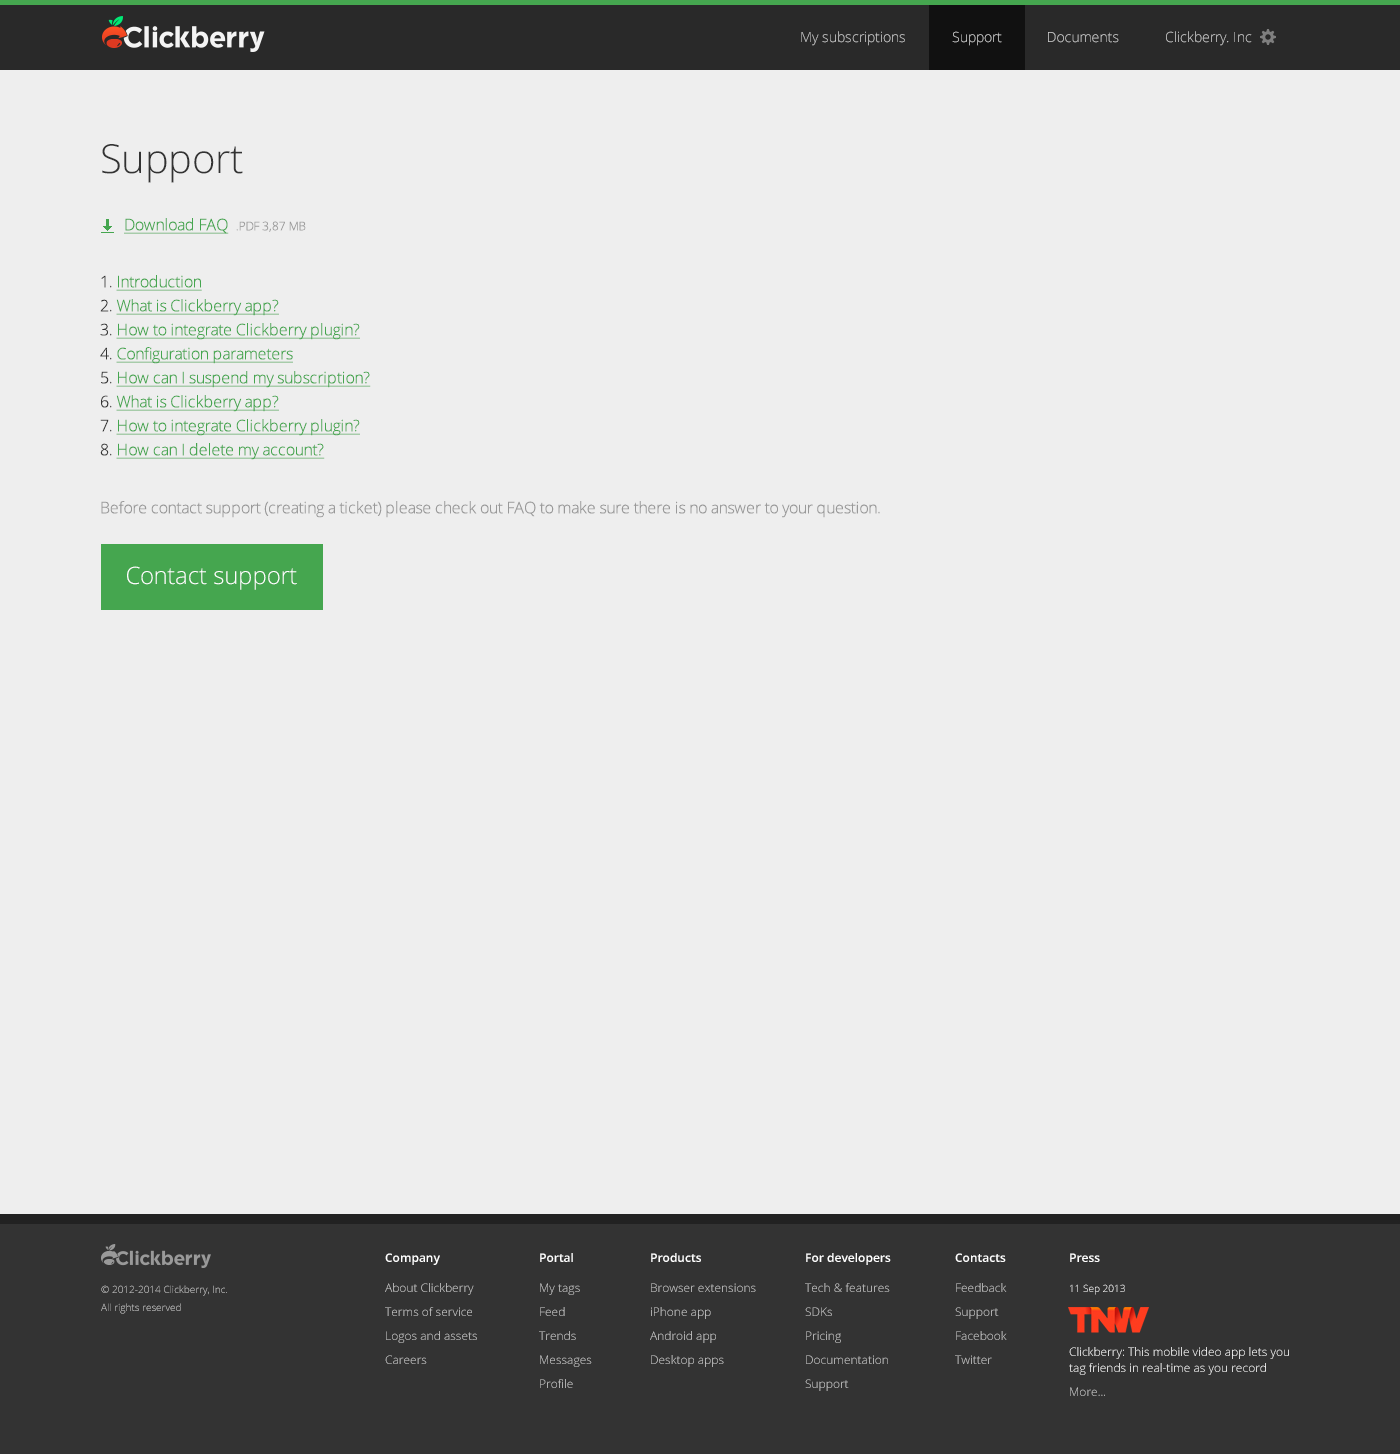 Clickberry
My subscriptions
Support
Documents
Clickberry. Inc
Support
Download FAQ .PDF 3,87 MB
1. Introduction
2. What is Clickberry app?
3. How to integrate Clickberry plugin?
4. Configuration parameters
5. How can I suspend my subscription?
6. What is Clickberry app?
7. How to integrate Clickberry plugin?
8. How can I delete my account?
Before contact support (creating a ticket) please check out FAQ to make sure there is no answer to your question.
Contact support
Clickberry
© 2012-2014 Clickberry, Inc.
All rights reserved
Company
About Clickberry
Terms of service
Logos and assets
Careers
Portal
My tags
Feed
Trends
Messages
Profile
Products
Browser extensions
iPhone app
Android app
Desktop apps
For developers
Tech & features
SDKs
Pricing
Documentation
Support
Contacts
Feedback
Support
Facebook
Twitter
Press
11 Sep 2013
TNW
Clickberry: This mobile video app lets you
tag friends in real-time as you record
More...